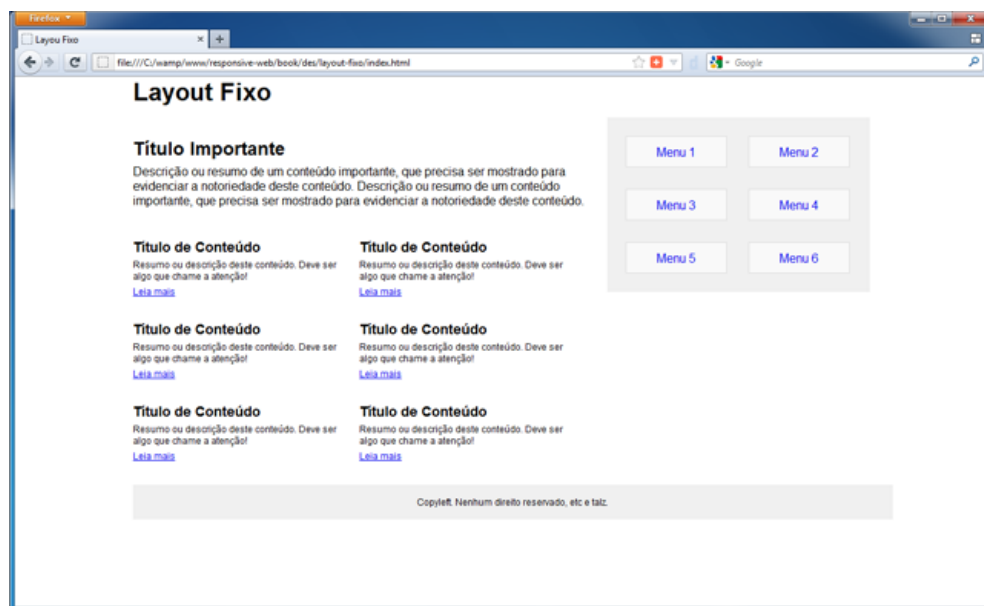 Firefox
Layou Fixo
file:///C:/wamp/www/responsive-web/book/des/layout-fixo/index.html
Google
Layout Fixo
Título Importante
Descrição ou resumo de um conteúdo importante, que precisa ser mostrado para
evidenciar a notoriedade deste conteúdo. Descrição ou resumo de um conteúdo
importante, que precisa ser mostrado para evidenciar a notoriedade deste conteúdo.
Menu 1 Menu 2
Menu 3 Menu 4
Menu 5 Menu 6
Título de Conteúdo
Resumo ou descrição deste conteúdo. Deve ser
algo que chame a atenção!
Leia mais
Título de Conteúdo
Resumo ou descrição deste conteúdo. Deve ser
algo que chame a atenção!
Leia mais
Título de Conteúdo
Resumo ou descrição deste conteúdo. Deve ser
algo que chame a atenção!
Leia mais
Título de Conteúdo
Resumo ou descrição deste conteúdo. Deve ser
algo que chame a atenção!
Leia mais
Título de Conteúdo
Resumo ou descrição deste conteúdo. Deve ser
algo que chame a atenção!
Leia mais
Título de Conteúdo
Resumo ou descrição deste conteúdo. Deve ser
algo que chame a atenção!
Leia mais
Copyleft. Nenhum direito reservado, etc e talz.